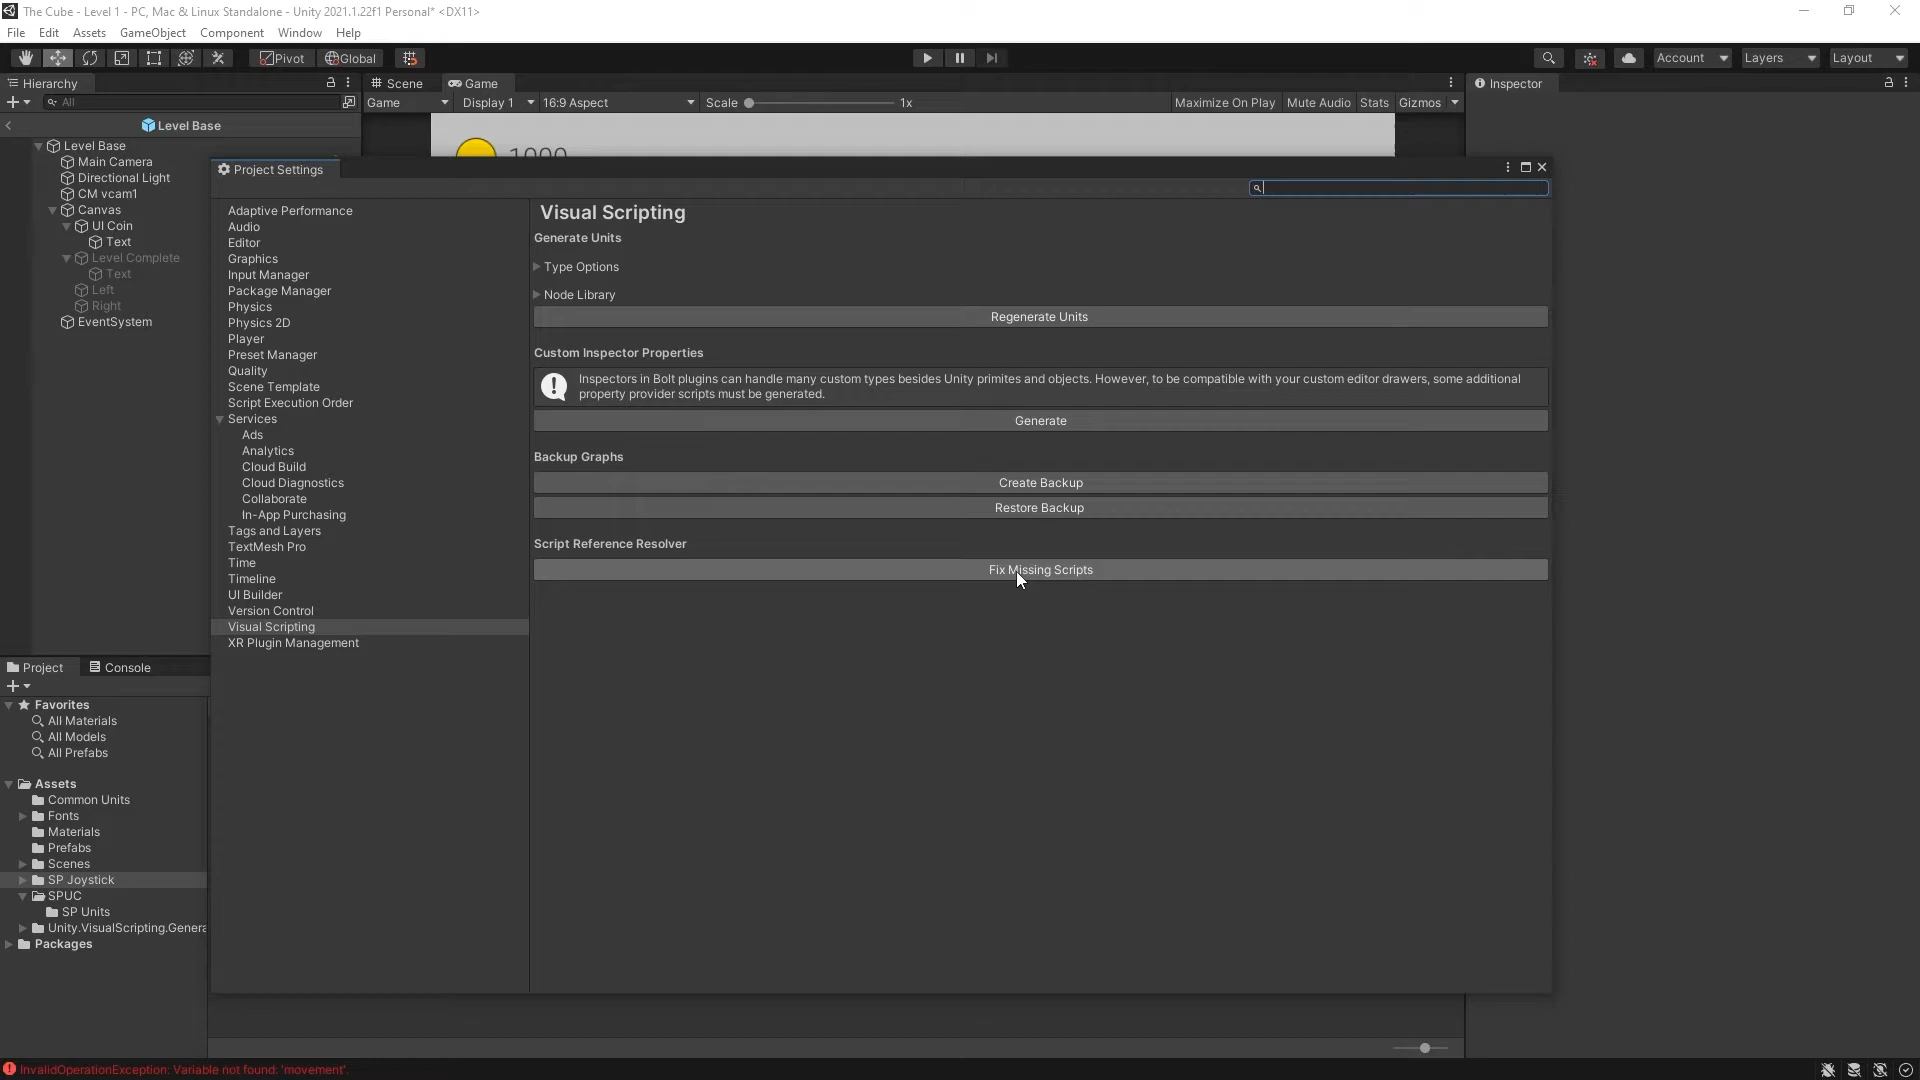 The Cube - Level 1 - PC, Mac & Linux Standalone - Unity 2021.1.22f1 Personal* <DX11>
File Edit Assets GameObject Component Window Help
Pivot Global Account Layers Layout
Hierarchy Scene Game Inspector
All Game Display 1 16:9 Aspect Scale 1x Maximize On Play Mute Audio Stats Gizmos
Level Base
1000
Level Base
Main Camera
Directional Light
CM vcam1
Canvas
UI Coin
Text
Level Complete
Text
Left
Right
EventSystem
Project Settings
Adaptive Performance
Audio
Editor
Graphics
Input Manager
Package Manager
Physics
Physics 2D
Player
Preset Manager
Quality
Scene Template
Script Execution Order
Services
Ads
Analytics
Cloud Build
Cloud Diagnostics
Collaborate
In-App Purchasing
Tags and Layers
TextMesh Pro
Time
Timeline
UI Builder
Version Control
Visual Scripting
XR Plugin Management
Visual Scripting
Generate Units
Type Options
Node Library
Regenerate Units
Custom Inspector Properties
Inspectors in Bolt plugins can handle many custom types besides Unity primites and objects. However, to be compatible with your custom editor drawers, some additional
property provider scripts must be generated.
Generate
Backup Graphs
Create Backup
Restore Backup
Script Reference Resolver
Fix Missing Scripts
Project Console
Favorites
All Materials
All Models
All Prefabs
Assets
Common Units
Fonts
Materials
Prefabs
Scenes
SP Joystick
SPUC
SP Units
Unity.VisualScripting.Genera
Packages
InvalidOperationException: Variable not found: 'movement'.